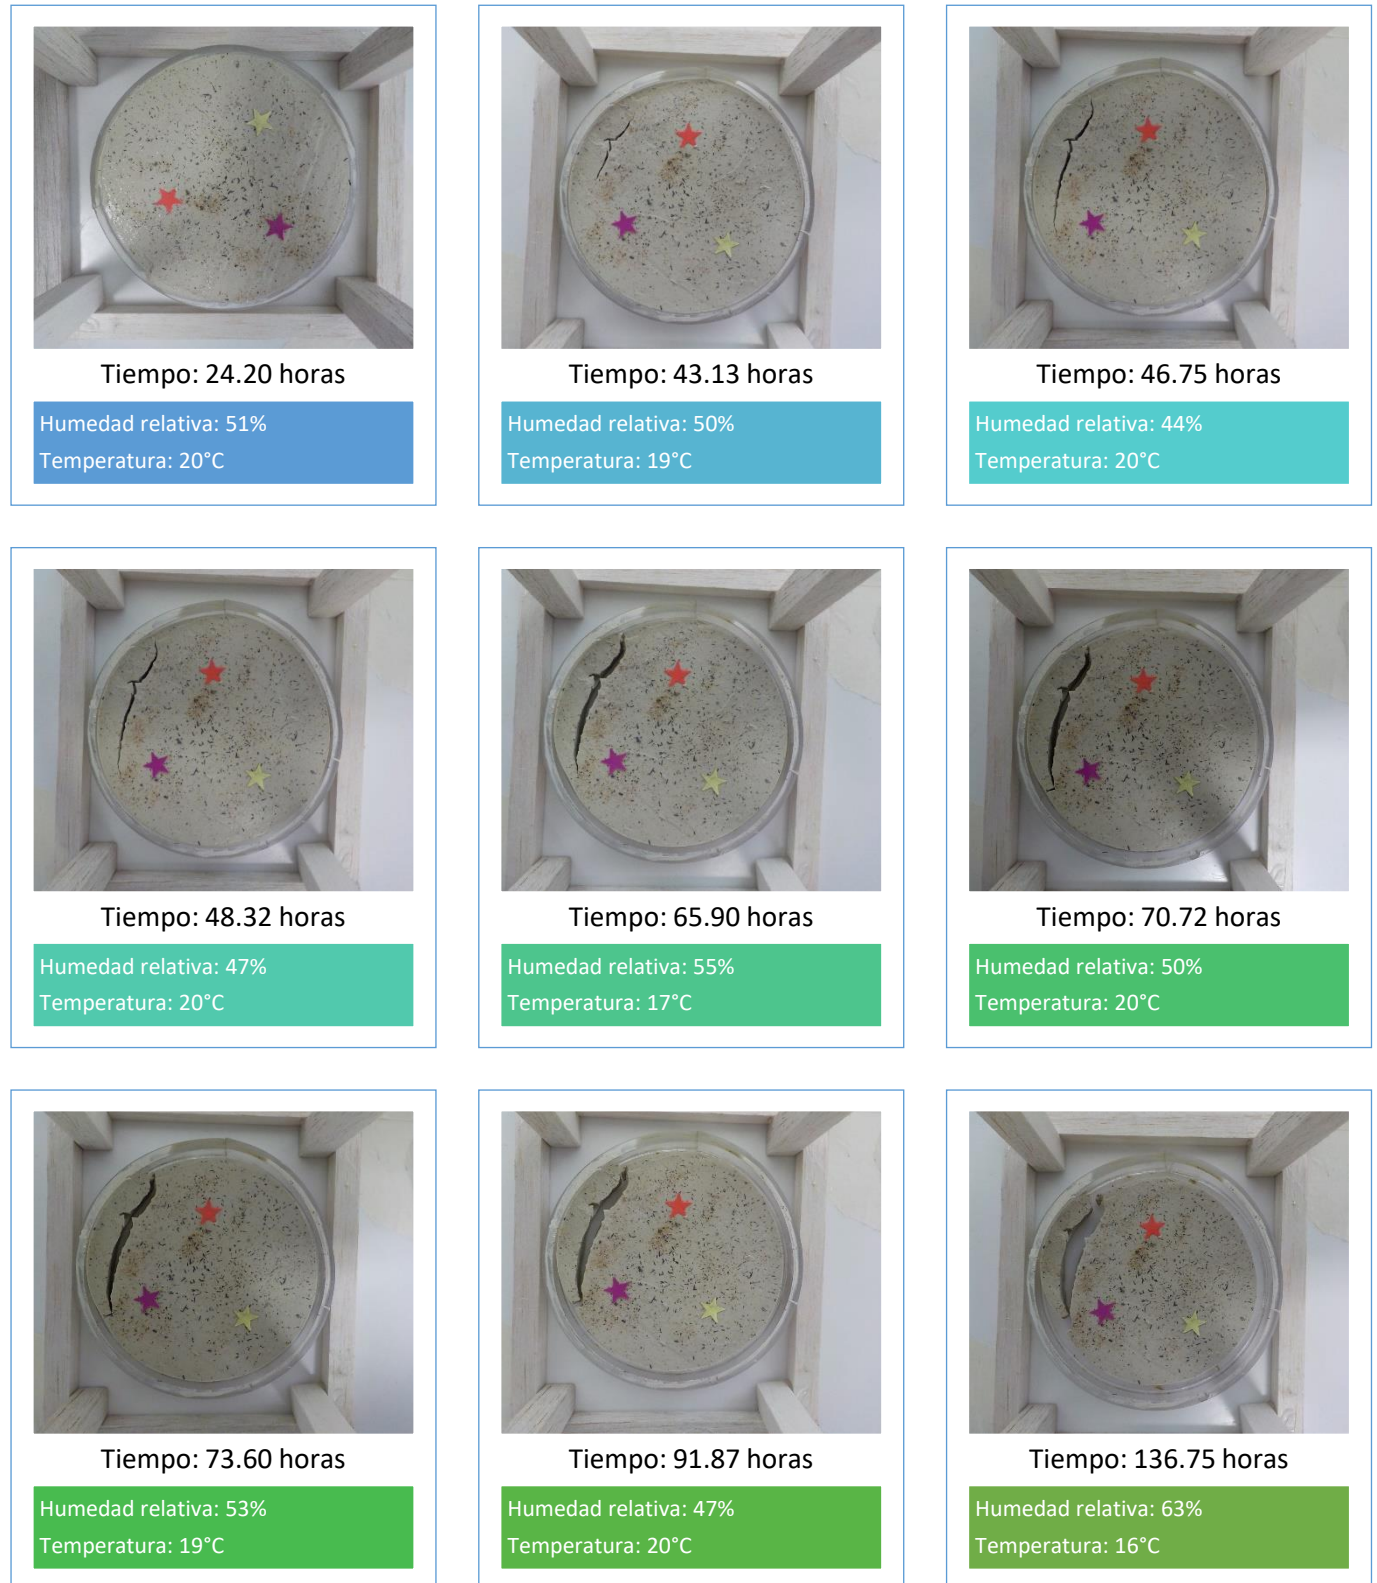 Tiempo: 24.20 horas
Humedad relativa: 51%
Temperatura: 20°C
Tiempo: 43.13 horas
Humedad relativa: 50%
Temperatura: 19°C
Tiempo: 46.75 horas
Humedad relativa: 44%
Temperatura: 20°C
Tiempo: 48.32 horas
Humedad relativa: 47%
Temperatura: 20°C
Tiempo: 65.90 horas
Humedad relativa: 55%
Temperatura: 17°C
Tiempo: 70.72 horas
Humedad relativa: 50%
Temperatura: 20°C
Tiempo: 73.60 horas
Humedad relativa: 53%
Temperatura: 19°C
Tiempo: 91.87 horas
Humedad relativa: 47%
Temperatura: 20°C
Tiempo: 136.75 horas
Humedad relativa: 63%
Temperatura: 16°C